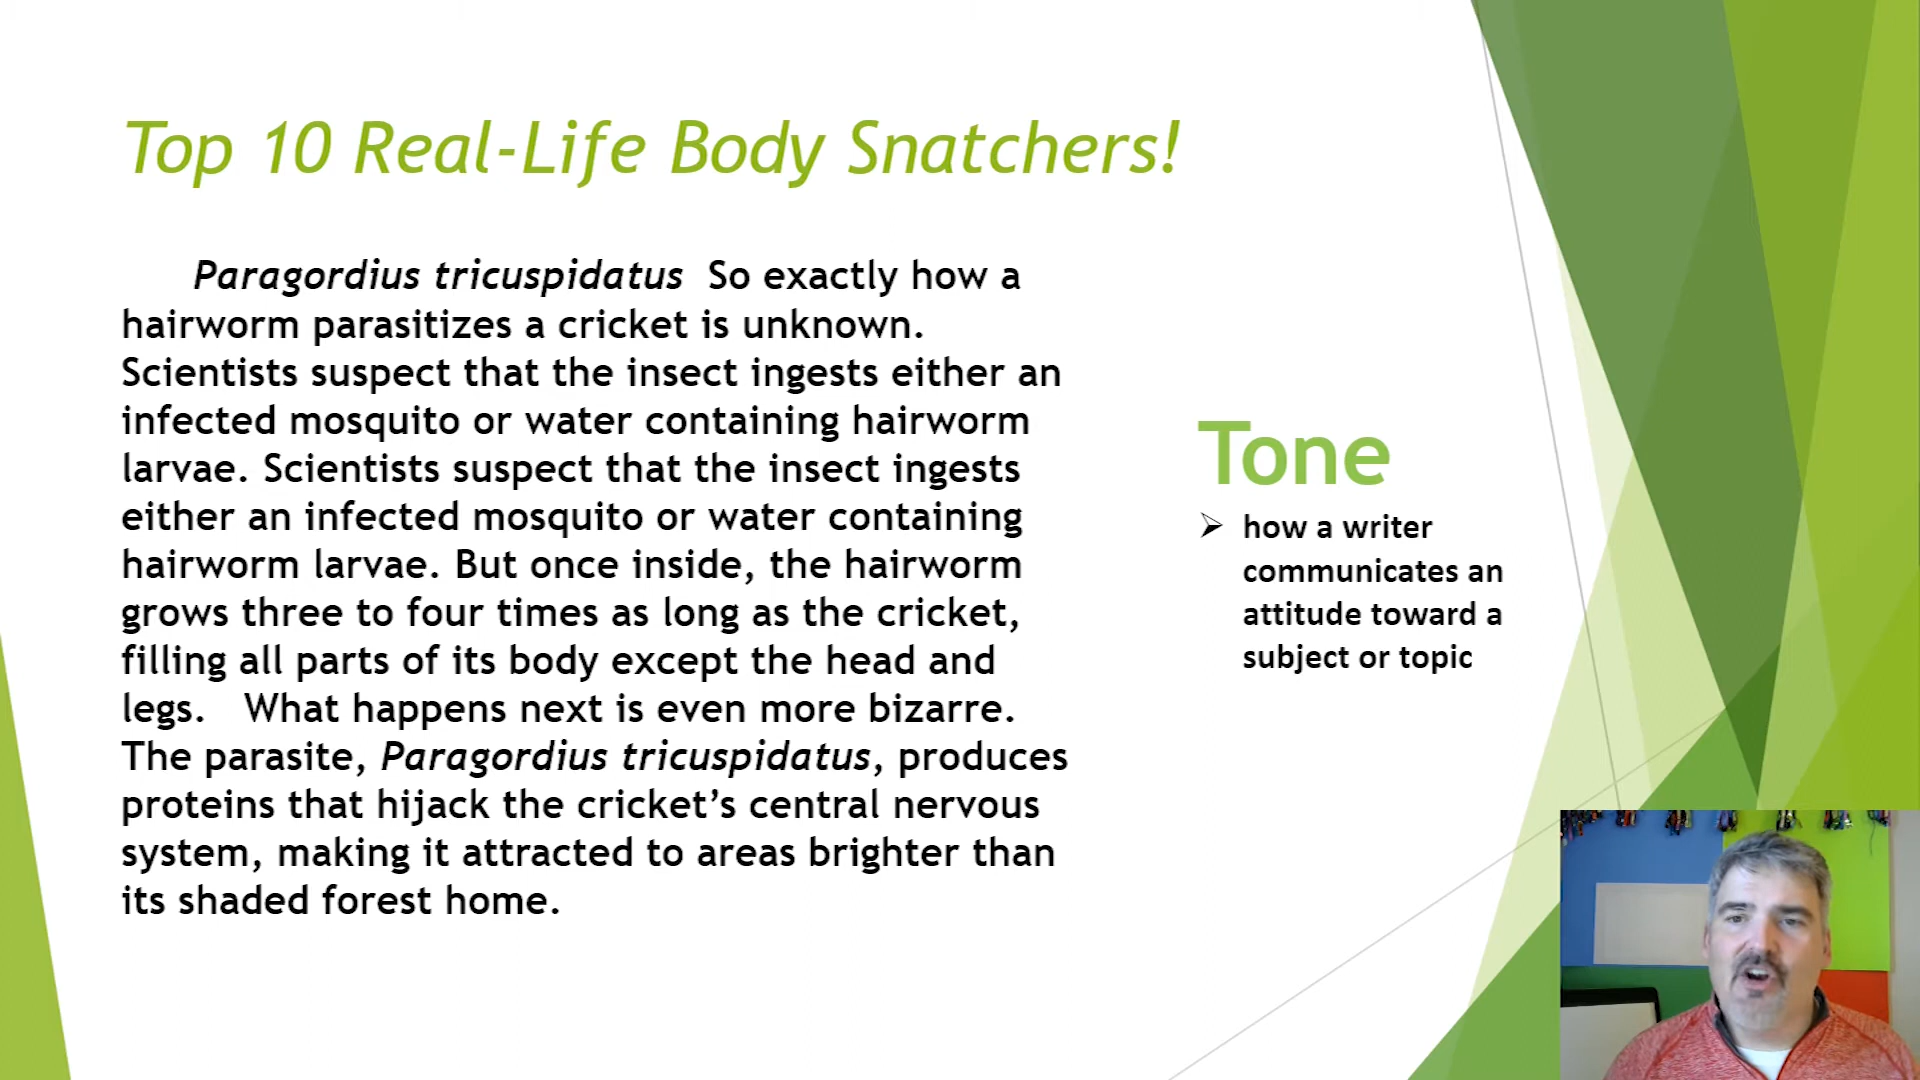 Top 10 Real-Life Body Snatchers!
Paragordius tricuspidatus So exactly how a
hairworm parasitizes a cricket is unknown.
Scientists suspect that the insect ingests either an
infected mosquito or water containing hairworm
larvae. Scientists suspect that the insect ingests
either an infected mosquito or water containing
hairworm larvae. But once inside, the hairworm
grows three to four times as long as the cricket,
filling all parts of its body except the head and
legs. What happens next is even more bizarre.
The parasite, Paragordius tricuspidatus, produces
proteins that hijack the cricket’s central nervous
system, making it attracted to areas brighter than
its shaded forest home.
Tone
➢ how a writer
communicates an
attitude toward a
subject or topic